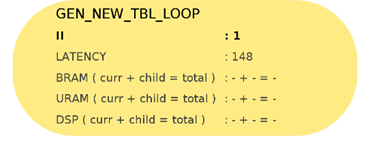 GEN_NEW_TBL_LOOP
II : 1
LATENCY : 148
BRAM ( curr + child = total ) : - + - = -
URAM ( curr + child = total ) : - + - = -
DSP ( curr + child = total ) : - + - = -